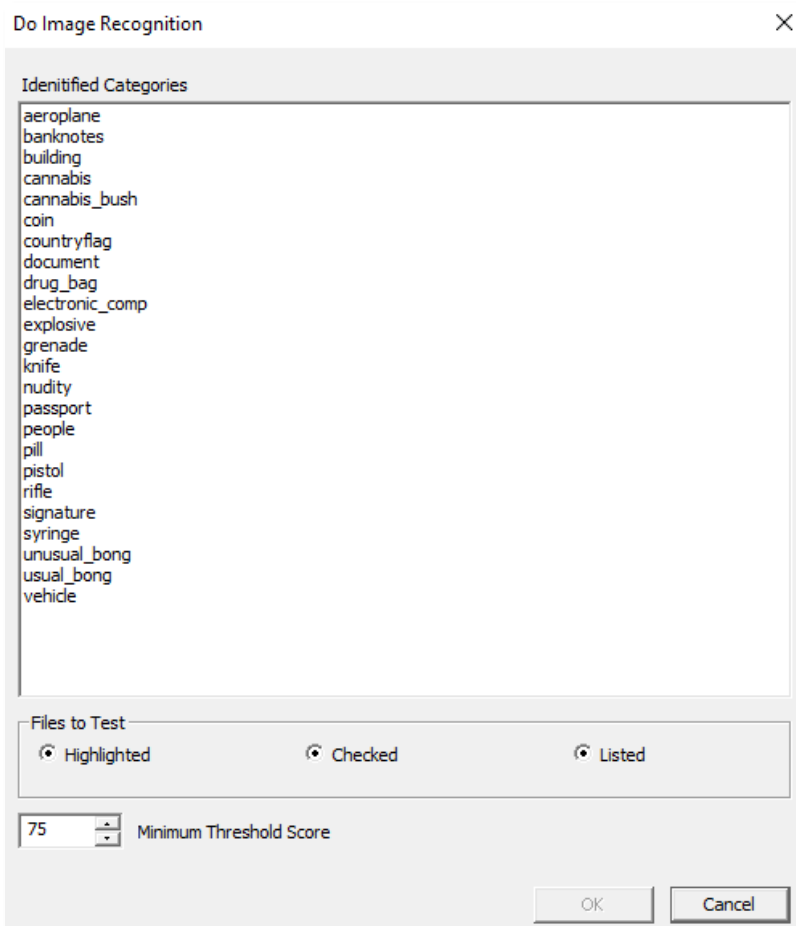 Do Image Recognition
Idenitified Categories
aeroplane
banknotes
building
cannabis
cannabis_bush
coin
countryflag
document
drug_bag
electronic_comp
explosive
grenade
knife
nudity
passport
people
pill
pistol
rifle
signature
syringe
unusual_bong
usual_bong
vehicle
Files to Test
Highlighted Checked Listed
75 Minimum Threshold Score
OK Cancel